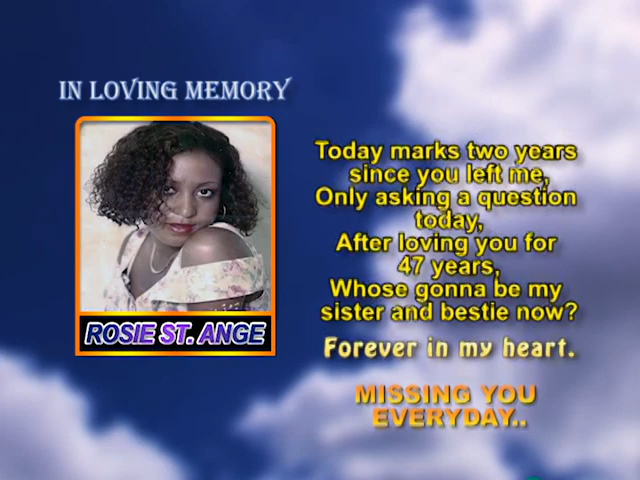 IN LOVING MEMORY
ROSIE ST. ANGE
Today marks two years
since you left me,
Only asking a question
today,
After loving you for
47 years,
Whose gonna be my
sister and bestie now?
Forever in my heart.
MISSING YOU
EVERYDAY..